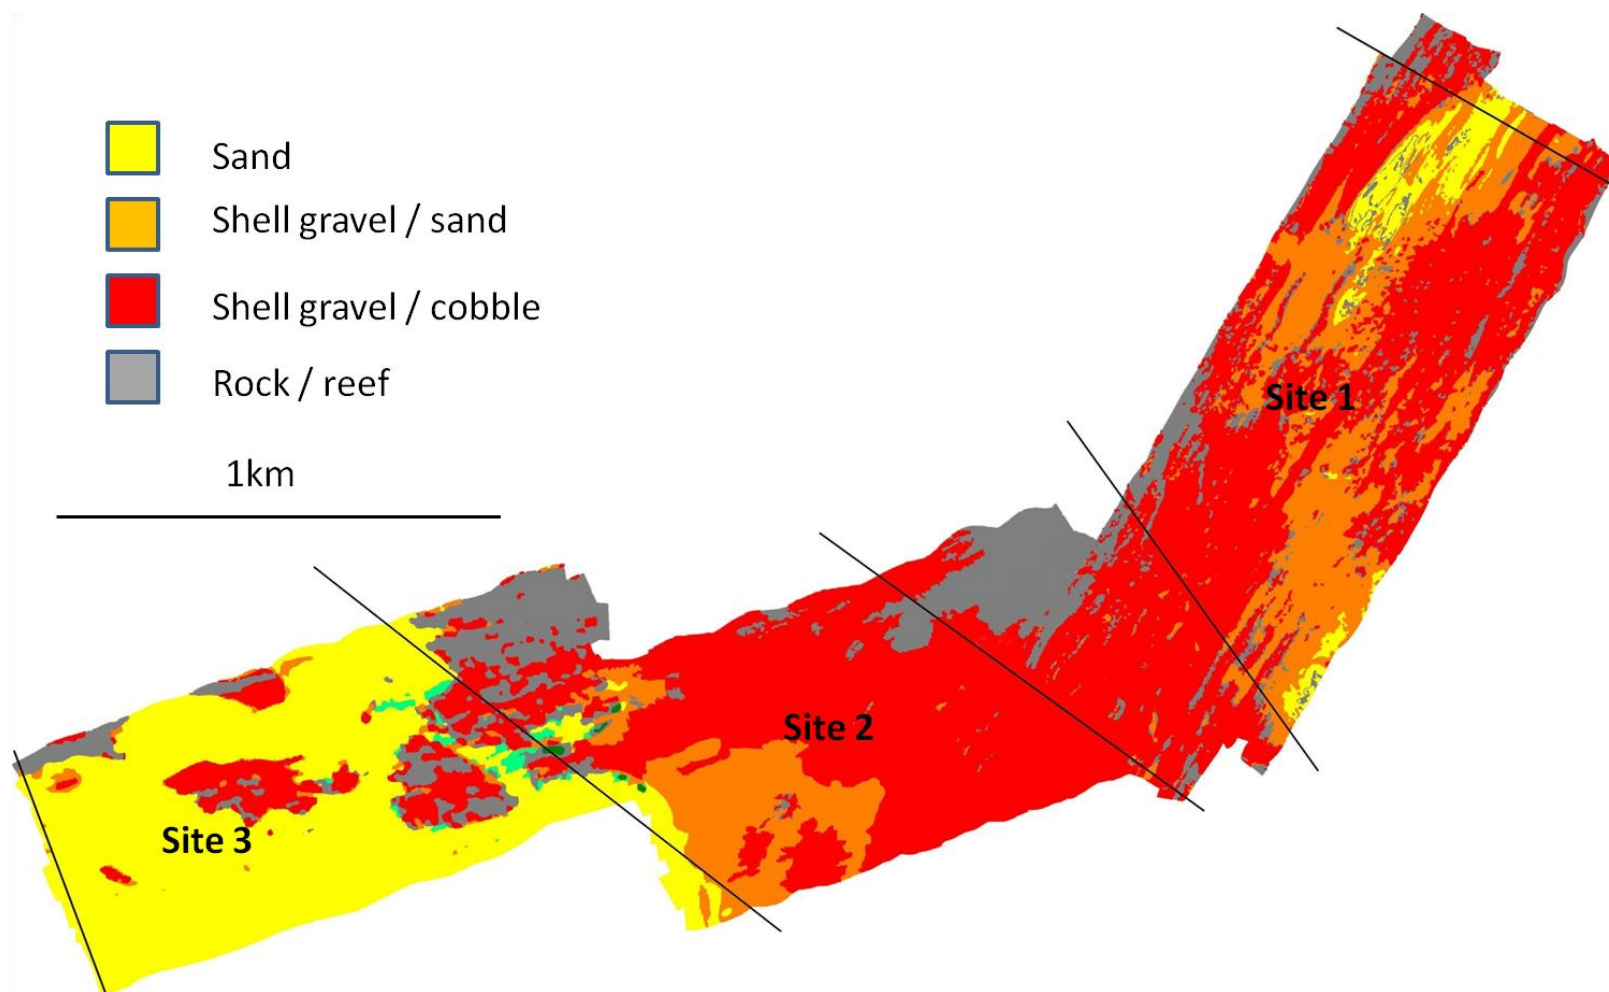 Sand
Shell gravel / sand
Shell gravel / cobble
Rock / reef
1km
Site 1
Site 2
Site 3